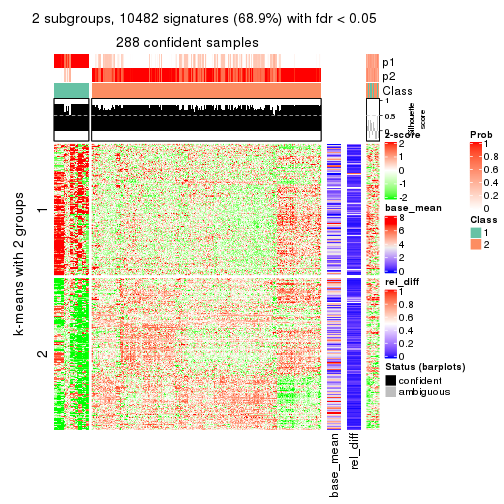 2 subgroups, 10482 signatures (68.9%) with fdr < 0.05
288 confident samples
p1
p2
Class
1
0.5
0
Silhouette
score
k-means with 2 groups
1
2
base_mean
rel_diff
z-score
2
1
0
-1
-2
base_mean
8
6
4
2
0
rel_diff
1
0.8
0.6
0.4
0.2
0
Status (barplots)
confident
ambiguous
Prob
1
0.8
0.6
0.4
0.2
0
Class
1
2